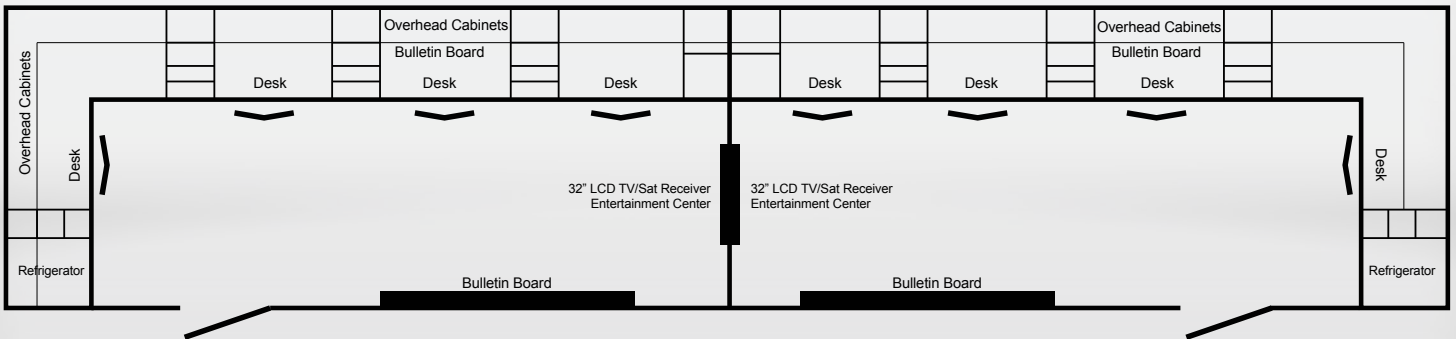 Overhead Cabinets
Bulletin Board
Desk
Desk
Desk
Overhead Cabinets
Desk
Refrigerator
32” LCD TV/Sat Receiver
Entertainment Center
Bulletin Board
Overhead Cabinets
Bulletin Board
Desk
Desk
Desk
Desk
Refrigerator
32” LCD TV/Sat Receiver
Entertainment Center
Bulletin Board